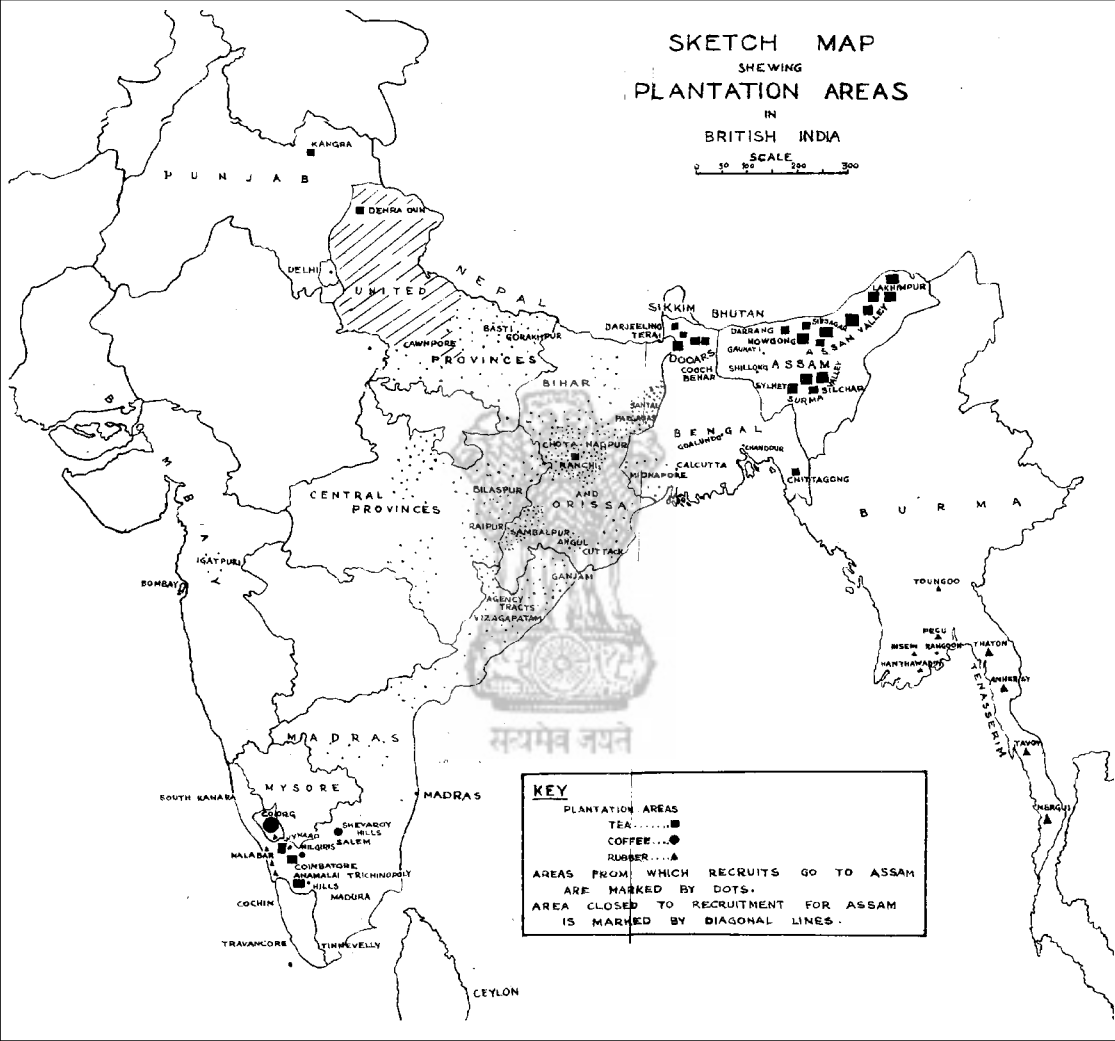 SKETCH MAP
SHEWING
PLANTATION AREAS
IN
BRITISH INDIA
SCALE
0 50 100 200 300
KANGRA
PUNJAB
DEHRA DUN
DELHI
UNITED
NEPAL
SIKKIM
BHUTAN
LAKHIMPUR
DARJEELING
TERAI
DARRANG
SIBSAGAR
NOWGONG
ASSAN VALLEY
GAUHATI
BASTI
GORAKHPUR
CAWNPORE
PROVINCES
DOOARS
COOCH
BEHAR
SHILLONG
ASSAM
SYLHET
VALLEY
SILCHAR
SURMA
BIHAR
SANTAL
PARGANAS
BENGAL
GOALUNDO
CHANDPUR
CHOTA NAGPUR
RANCHI
MIDNAPORE
CALCUTTA
CHITTAGONG
CENTRAL
PROVINCES
BILASPUR
AND
ORISSA
BURMA
RAIPUR
SAMBALPUR
ANGUL
CUTTACK
BOMBAY
IGATPURI
BOMBAY
GANJAM
AGENCY
TRACTS
VIZAGAPATAM
TOUNGOO
PEGU
INSEIN
RANGOON
THATON
HANTHAWADDY
AMHERST
TENASSERIM
TAVOY
MERGUI
सत्यमेव जयते
MADRAS
MYSORE
SOUTH KANARA
MADRAS
COORG
SHEVAROY
HILLS
SALEM
WYNAAD
NILGIRIS
MALABAR
COIMBATORE
ANAMALAI
TRICHINOPOLY
HILLS
MADURA
COCHIN
TRAVANCORE
TINNEVELLY
CEYLON
KEY
PLANTATION AREAS
TEA.......
COFFEE....
RUBBER....
AREAS FROM WHICH RECRUITS GO TO ASSAM
ARE MARKED BY DOTS.
AREA CLOSED TO RECRUITMENT FOR ASSAM
IS MARKED BY DIAGONAL LINES.